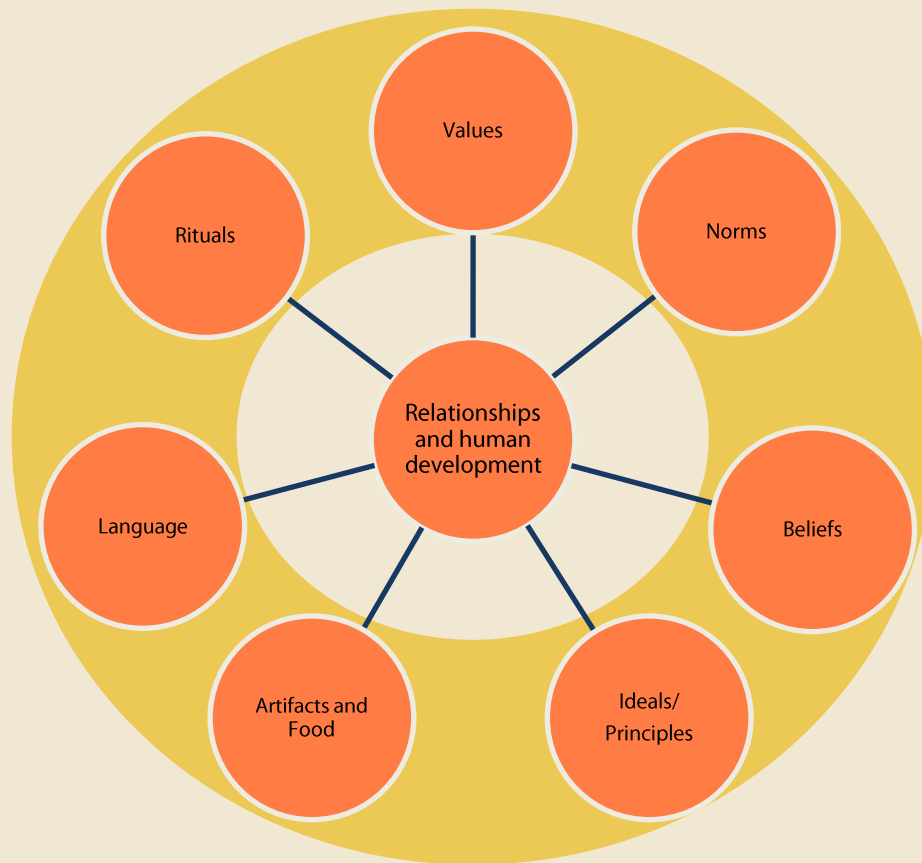 Values
Norms
Rituals
Relationships
and human
development
Language
Beliefs
Artifacts and
Food
Ideals/
Principles